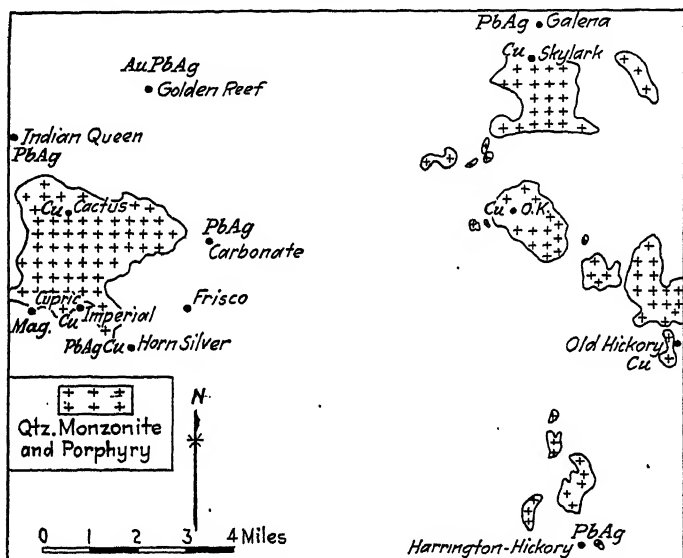 PbAg Galena
Cu Skylark
AuPbAg
Golden Reef
Indian Queen
PbAg
Cu Cactus
PbAg
Carbonate
Cu O.K.
Cupric
Mag. Cu Imperial
Frisco
PbAgCu Horn Silver
Old Hickory
Cu
Qtz. Monzonite
and Porphyry
N
0 1 2 3 4 Miles
PbAg
Harrington-Hickory